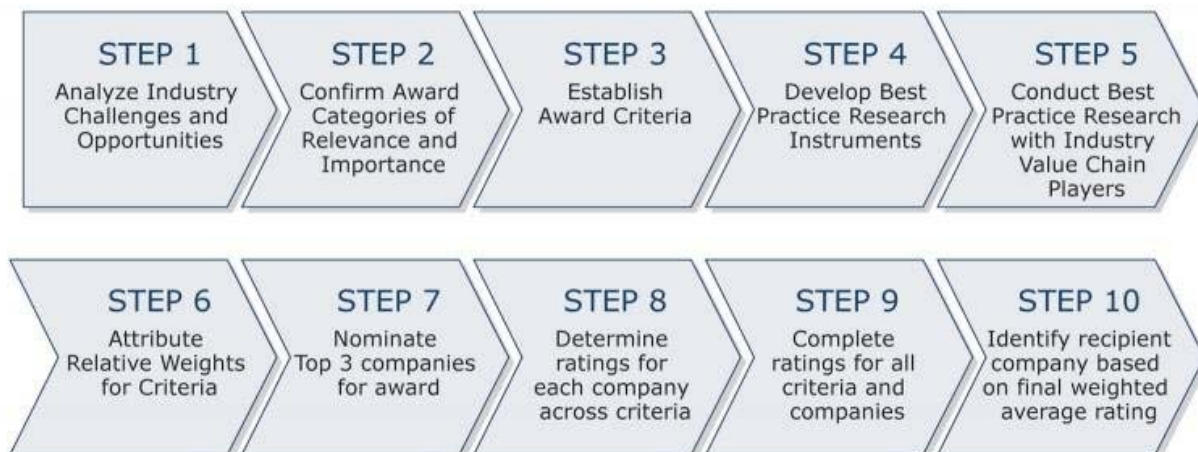 STEP 1
Analyze Industry
Challenges and
Opportunities
STEP 2
Confirm Award
Categories of
Relevance and
Importance
STEP 3
Establish
Award Criteria
STEP 4
Develop Best
Practice Research
Instruments
STEP 5
Conduct Best
Practice Research
with Industry
Value Chain
Players
STEP 6
Attribute
Relative Weights
for Criteria
STEP 7
Nominate
Top 3 companies
for award
STEP 8
Determine
ratings for
each company
across criteria
STEP 9
Complete
ratings for all
criteria and
companies
STEP 10
Identify recipient
company based
on final weighted
average rating